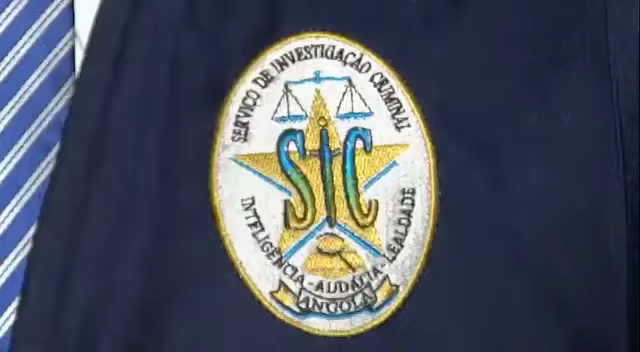 SERVIÇO DE INVESTIGAÇÃO CRIMINAL
SIC
INTELIGÊNCIA - AUDÁCIA - LEALDADE
ANGOLA